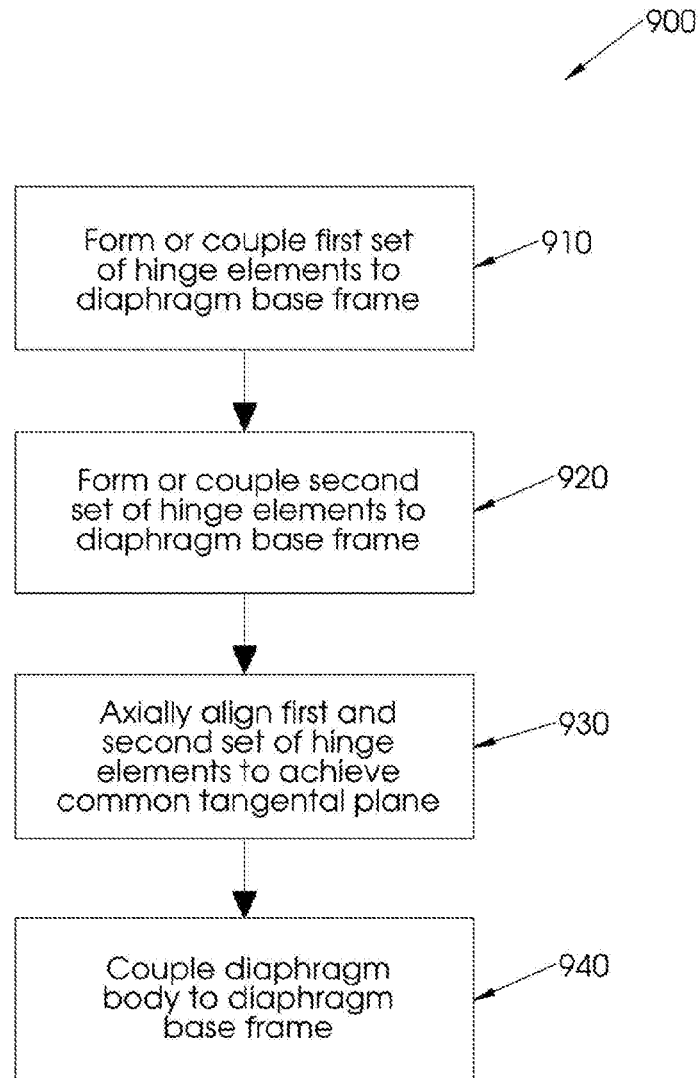 900
Form or couple first set
of hinge elements to
diaphragm base frame
910
Form or couple second
set of hinge elements to
diaphragm base frame
920
Axially align first and
second set of hinge
elements to achieve
common tangental plane
930
Couple diaphragm
body to diaphragm
base frame
940